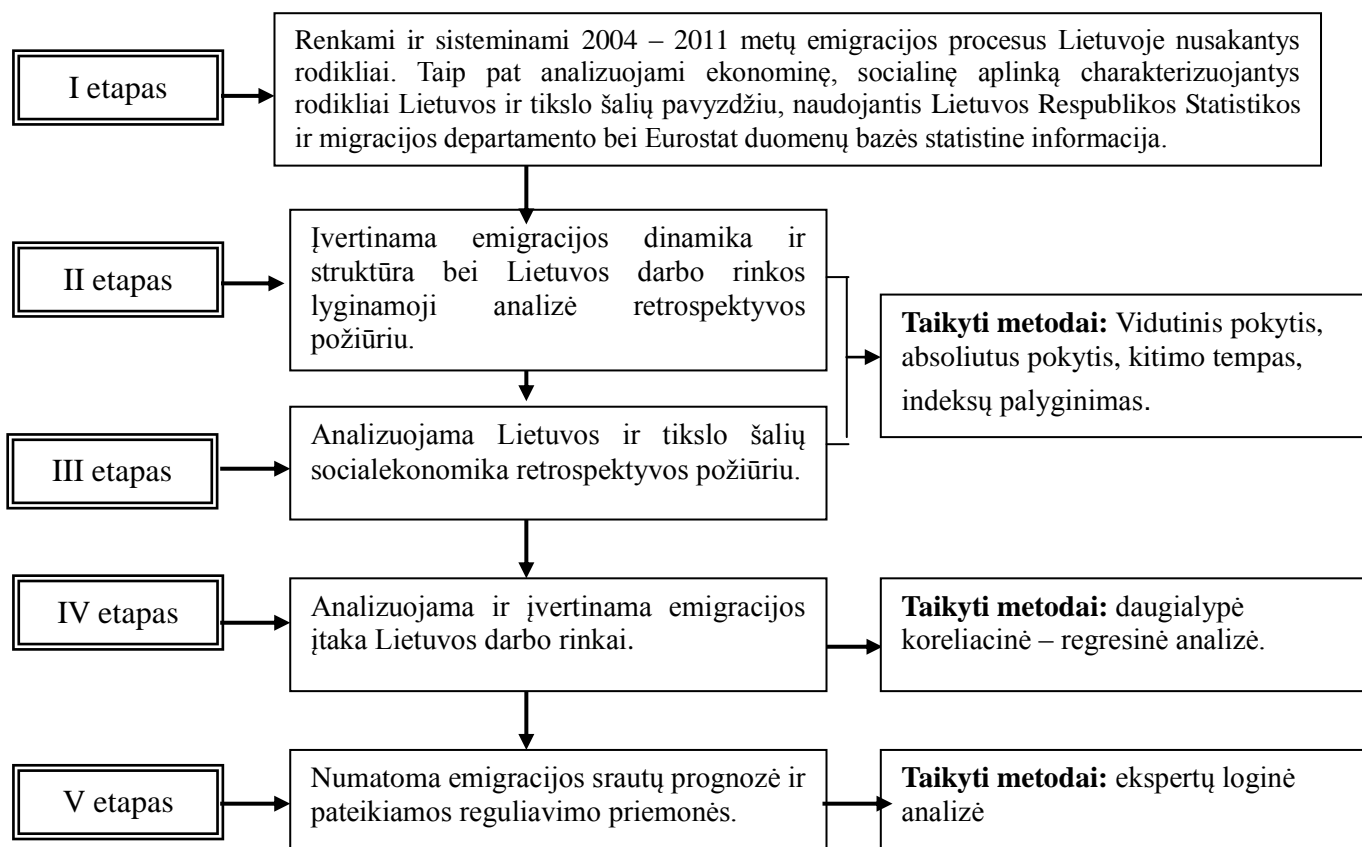 I etapas
Renkami ir sisteminami 2004 – 2011 metų emigracijos procesus Lietuvoje nusakantys
rodikliai. Taip pat analizuojami ekonominę, socialinę aplinką charakterizuojantys
rodikliai Lietuvos ir tikslo šalių pavyzdžiu, naudojantis Lietuvos Respublikos Statistikos
ir migracijos departamento bei Eurostat duomenų bazės statistine informacija.
II etapas
Įvertinama emigracijos dinamika ir
struktūra bei Lietuvos darbo rinkos
lyginamoji analizė retrospektyvos
požiūriu.
Taikyti metodai: Vidutinis pokytis,
absoliutus pokytis, kitimo tempas,
indeksų palyginimas.
III etapas
Analizuojama Lietuvos ir tikslo šalių
socialekonomika retrospektyvos požiūriu.
IV etapas
Analizuojama ir įvertinama emigracijos
įtaka Lietuvos darbo rinkai.
Taikyti metodai: daugialypė
koreliacinė – regresinė analizė.
V etapas
Numatoma emigracijos srautų prognozė ir
pateikiamos reguliavimo priemonės.
Taikyti metodai: ekspertų loginė
analizė